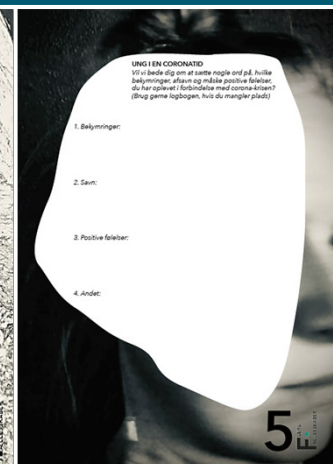 UNG I EN CORONATID
Vil vi bede dig om at sætte nogle ord på, hvilke
bekymringer, afsavn og måske positive følelser,
du har oplevet i forbindelse med corona-krisen?
(Brug gerne logbogen, hvis du mangler plads)
1. Bekymringer:
2. Savn:
3. Positive følelser:
4. Andet:
5